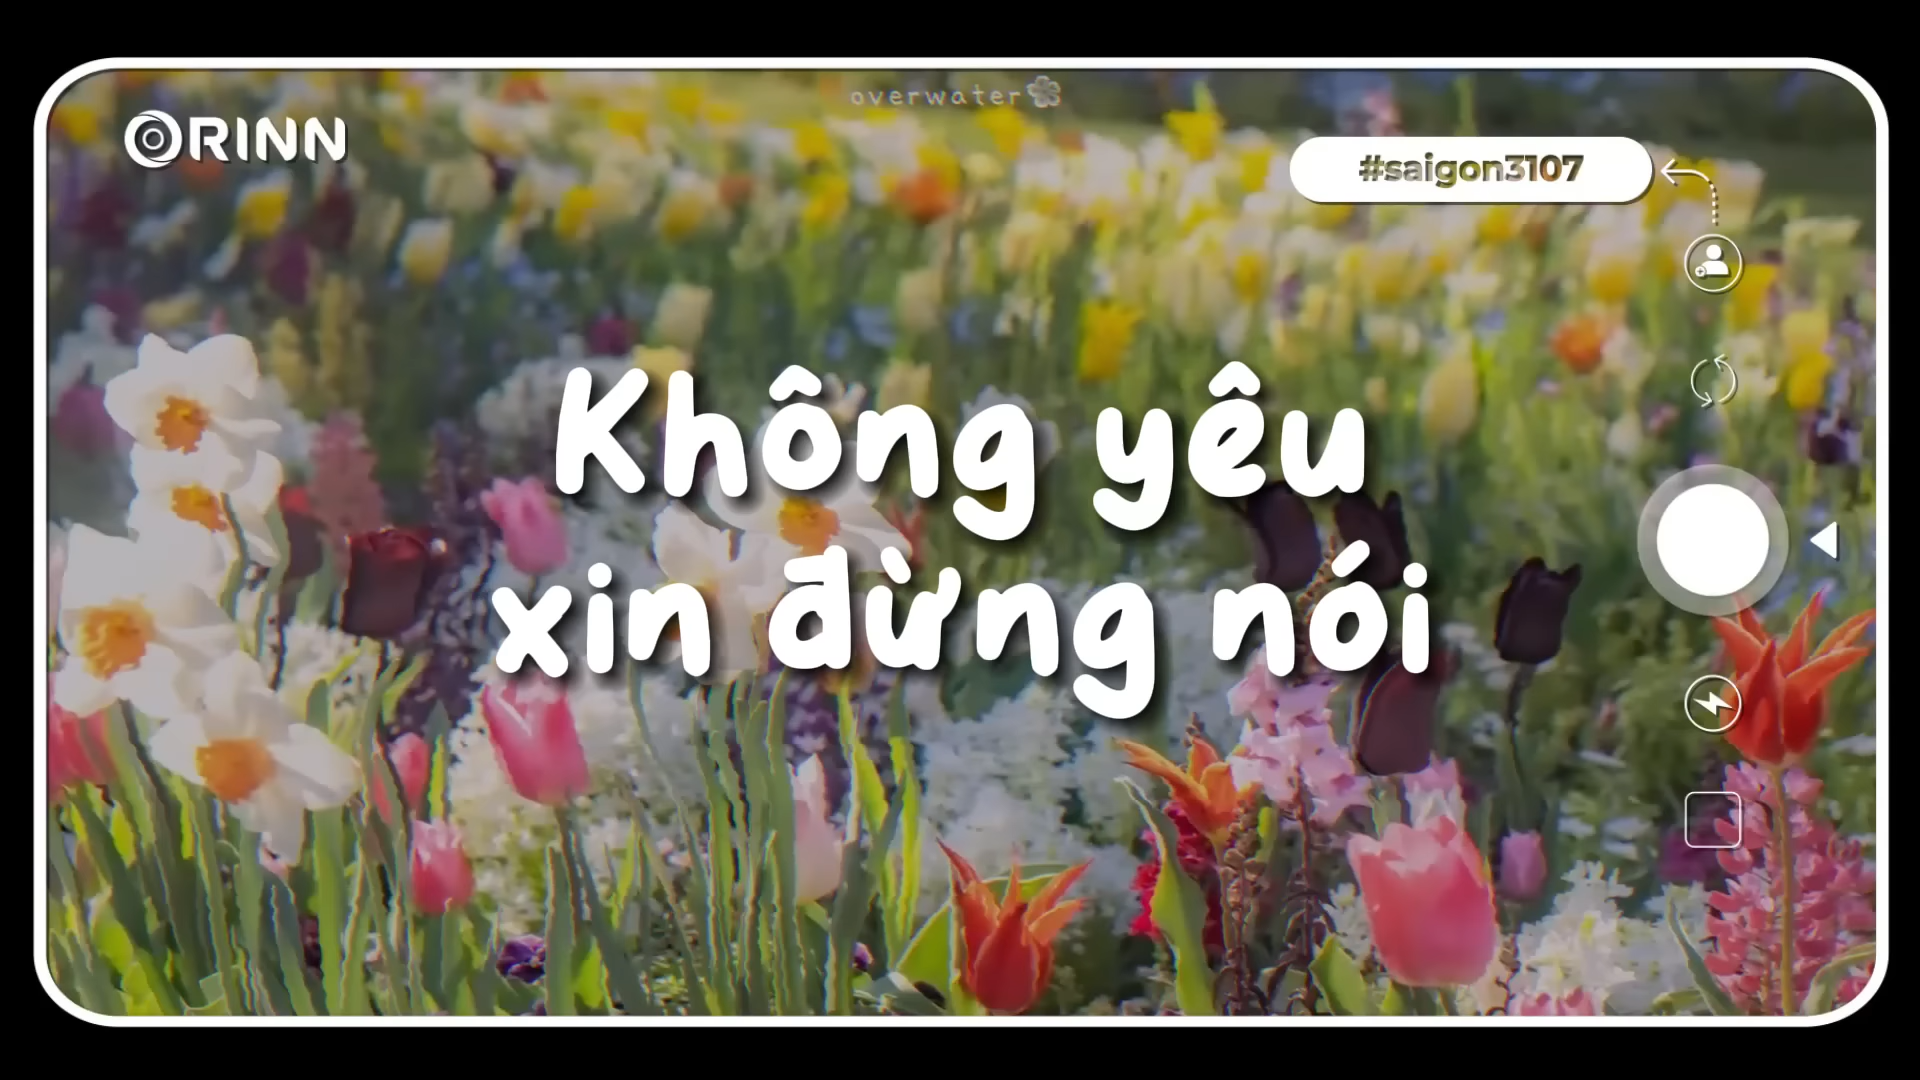 overwater
ORINN
#saigon3107
Không yêu
xin đừng nói